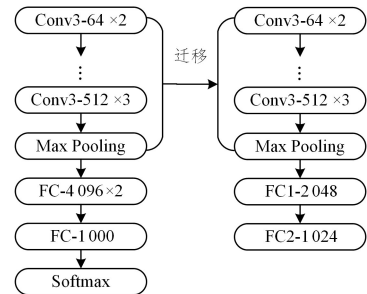 Conv3-64 ×2
⋮
Conv3-512 ×3
Max Pooling
FC-4 096×2
FC-1 000
Softmax
迁移
Conv3-64 ×2
⋮
Conv3-512 ×3
Max Pooling
FC1-2 048
FC2-1 024